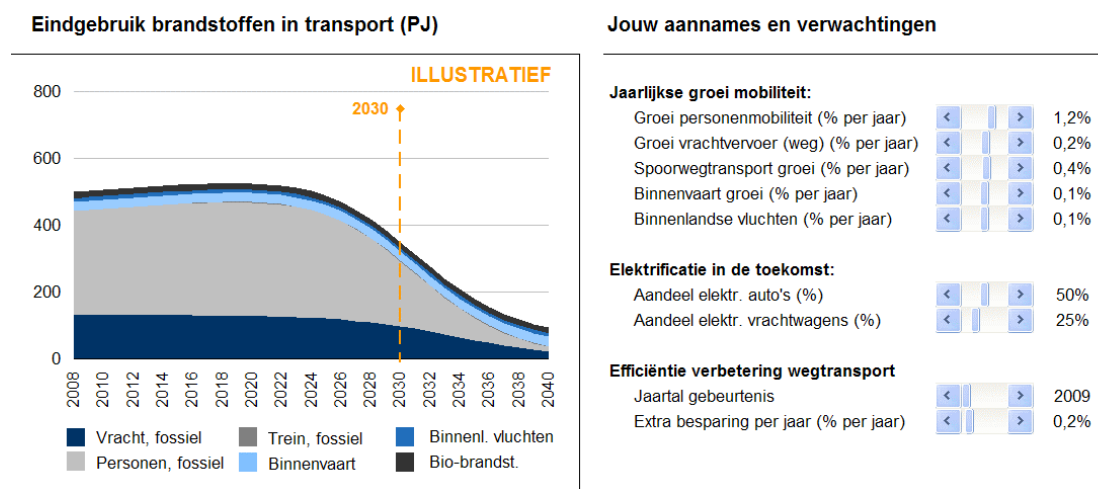 Eindgebruik brandstoffen in transport (PJ)
ILLUSTRATIEF
2030
800
600
400
200
0
2008 2010 2012 2014 2016 2018 2020 2022 2024 2026 2028 2030 2032 2034 2036 2038 2040
Vracht, fossiel Trein, fossiel Binnenl. vluchten
Personen, fossiel Binnenvaart Bio-brandst.
Jouw aannames en verwachtingen
Jaarlijkse groei mobiliteit:
Groei personenmobiliteit (% per jaar) 1,2%
Groei vrachtvervoer (weg) (% per jaar) 0,2%
Spoorwegtransport groei (% per jaar) 0,4%
Binnenvaart groei (% per jaar) 0,1%
Binnenlandse vluchten (% per jaar) 0,1%
Elektrificatie in de toekomst:
Aandeel elektr. auto's (%) 50%
Aandeel elektr. vrachtwagens (%) 25%
Efficiëntie verbetering wegtransport
Jaartal gebeurtenis 2009
Extra besparing per jaar (% per jaar) 0,2%